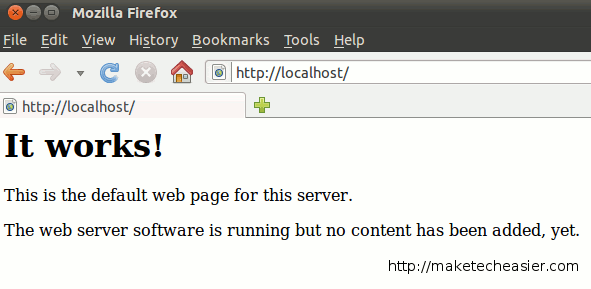 Mozilla Firefox
File Edit View History Bookmarks Tools Help
http://localhost/
http://localhost/
It works!
This is the default web page for this server.
The web server software is running but no content has been added, yet.
http://maketecheasier.com